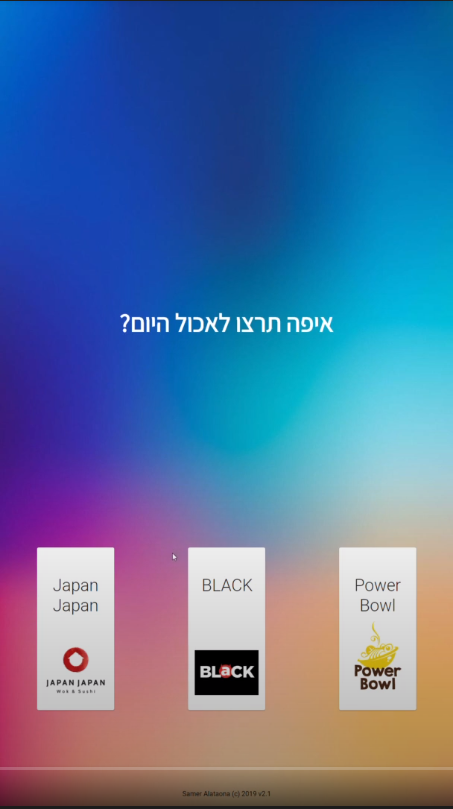 איפה תרצו לאכול היום?
Japan
Japan
JAPAN JAPAN
Wok & Sushi
BLACK
BLaCK
Power
Bowl
Power
Bowl
Samer Alatwona (c) 2019 v2.1